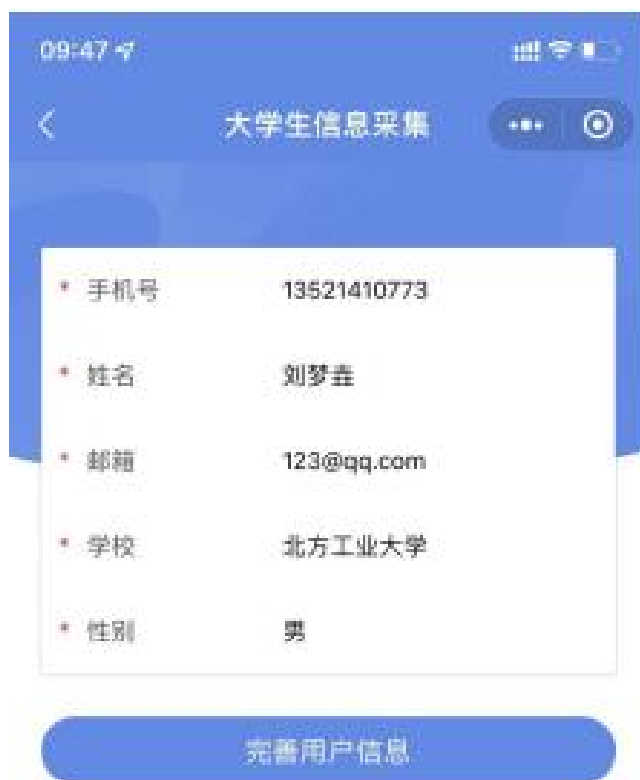 09:47
大学生信息采集
* 手机号 13521410773
* 姓名 刘梦垚
* 邮箱 123@qq.com
* 学校 北方工业大学
* 性别 男
完善用户信息